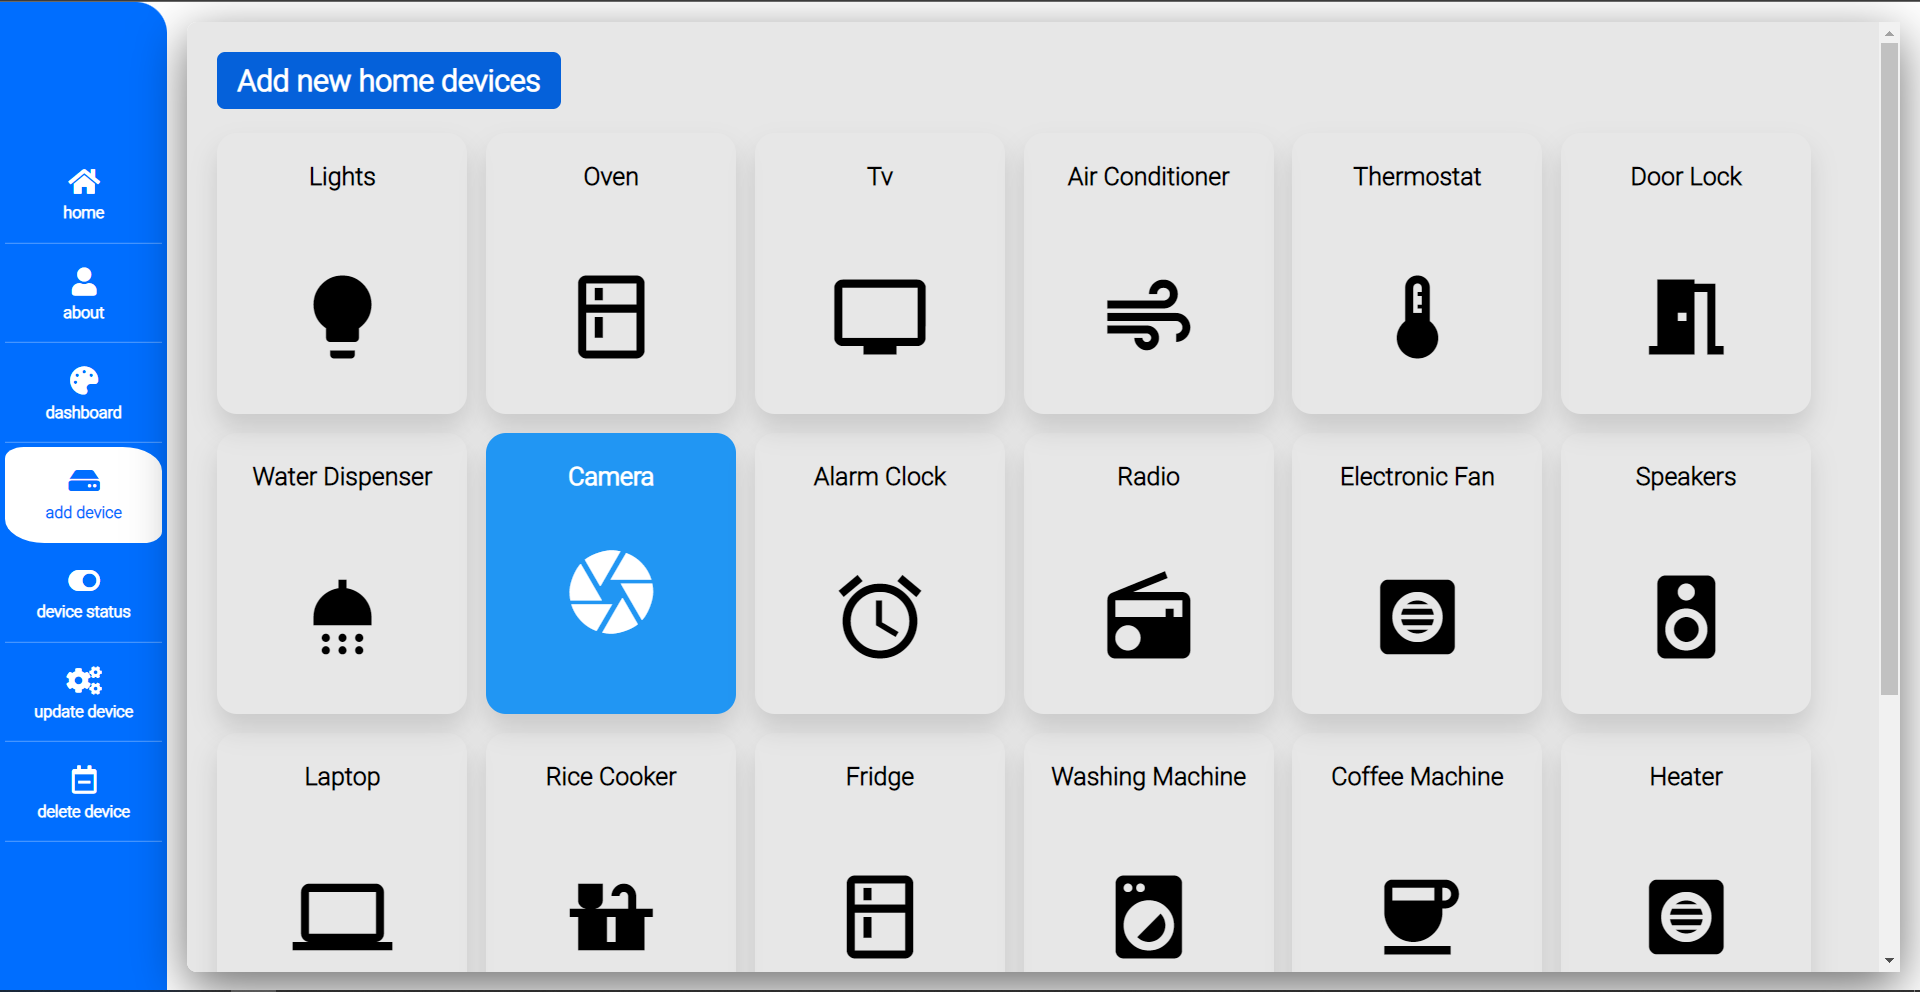 Add new home devices
home
about
dashboard
add device
device status
update device
delete device
Lights
Oven
Tv
Air Conditioner
Thermostat
Door Lock
Water Dispenser
Camera
Alarm Clock
Radio
Electronic Fan
Speakers
Laptop
Rice Cooker
Fridge
Washing Machine
Coffee Machine
Heater